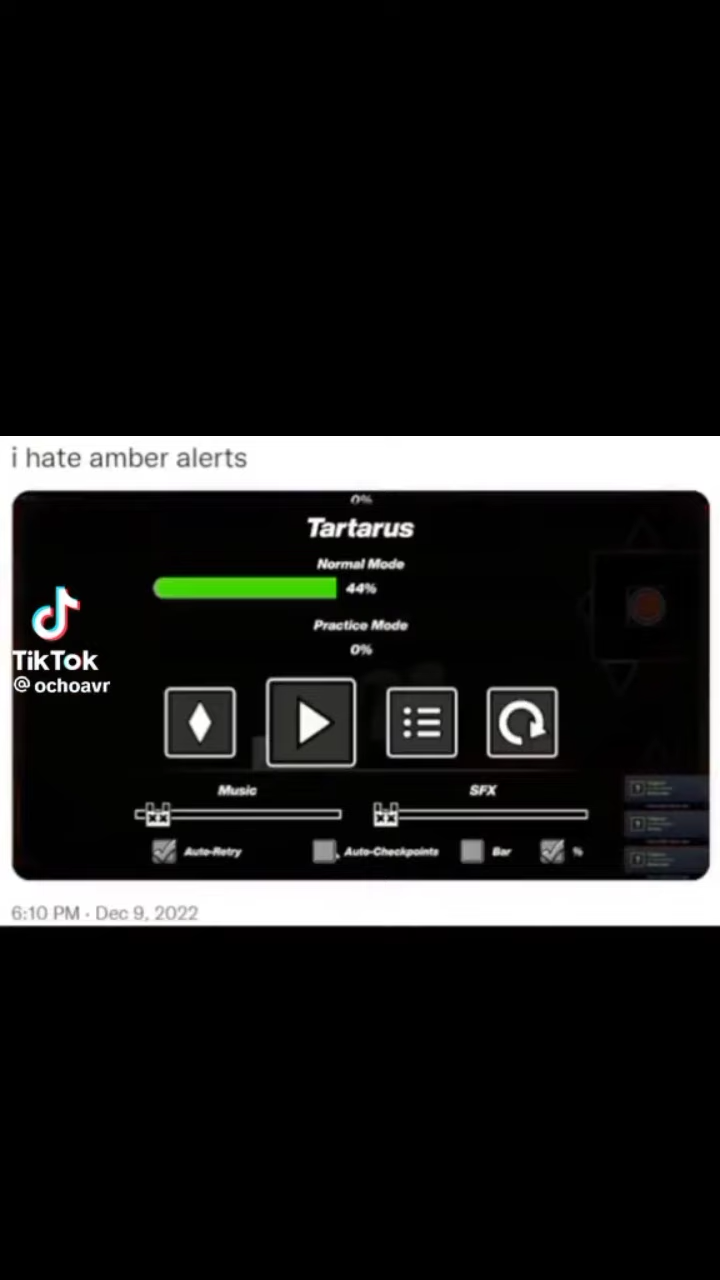 i hate amber alerts
0%
Tartarus
Normal Mode
44%
Practice Mode
0%
TikTok
@ochoavr
Music SFX
Auto-Retry Auto-Checkpoints Bar %
6:10 PM · Dec 9, 2022